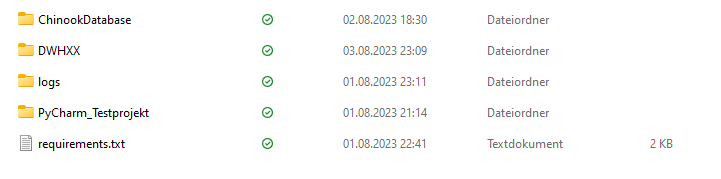 ChinookDatabase 02.08.2023 18:30 Dateiordner
DWHXX 03.08.2023 23:09 Dateiordner
logs 01.08.2023 23:11 Dateiordner
PyCharm_Testprojekt 01.08.2023 21:14 Dateiordner
requirements.txt 01.08.2023 22:41 Textdokument 2 KB